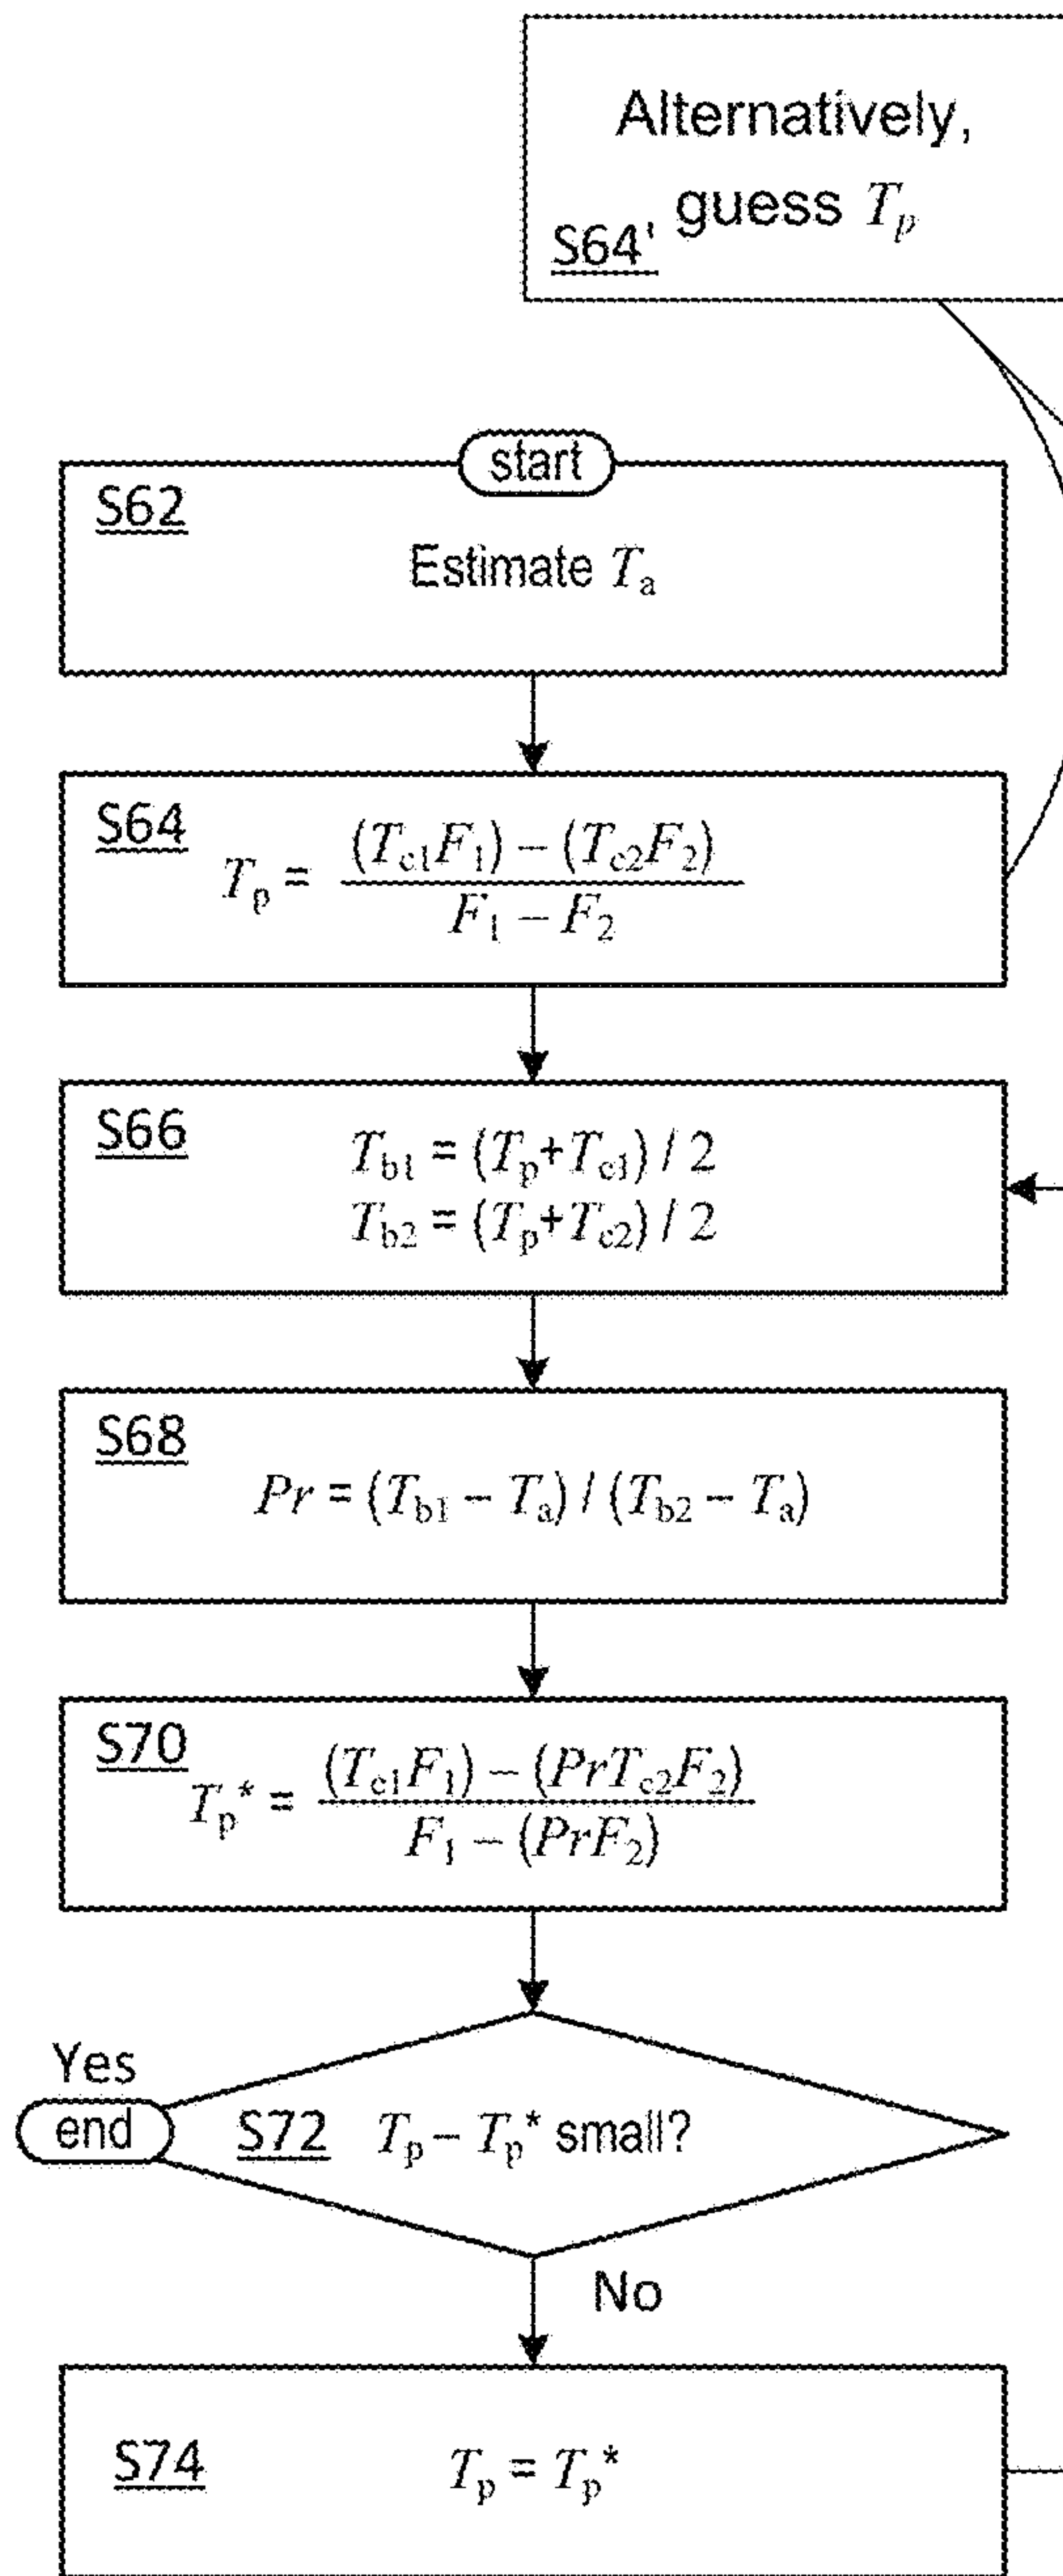 Alternatively,
guess Tp
S64'
start
S62
Estimate Ta
S64
Tp = (Tc1F1) – (Tc2F2)
F1 – F2
S66
Tb1 = (Tp+Tc1) / 2
Tb2 = (Tp+Tc2) / 2
S68
Pr = (Tb1 – Ta) / (Tb2 – Ta)
S70
Tp* = (Tc1F1) – (PrTc2F2)
F1 – (PrF2)
Yes
end
S72 Tp – Tp* small?
No
S74
Tp = Tp*